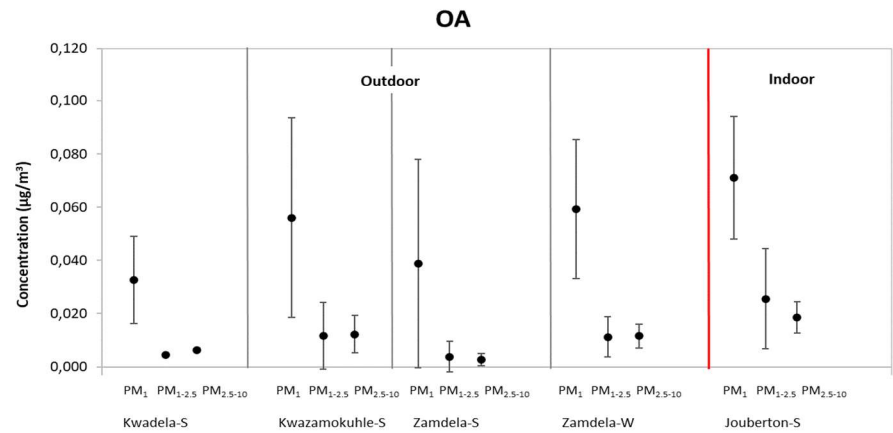 OA
Concentration (µg/m³)
0,120
0,100
0,080
0,060
0,040
0,020
0,000
Outdoor
Indoor
PM₁ PM₁₋₂.₅ PM₂.₅₋₁₀
PM₁ PM₁₋₂.₅ PM₂.₅₋₁₀
PM₁ PM₁₋₂.₅ PM₂.₅₋₁₀
PM₁ PM₁₋₂.₅ PM₂.₅₋₁₀
PM₁ PM₁₋₂.₅ PM₂.₅₋₁₀
Kwadela-S
Kwazamokuhle-S
Zamdela-S
Zamdela-W
Jouberton-S